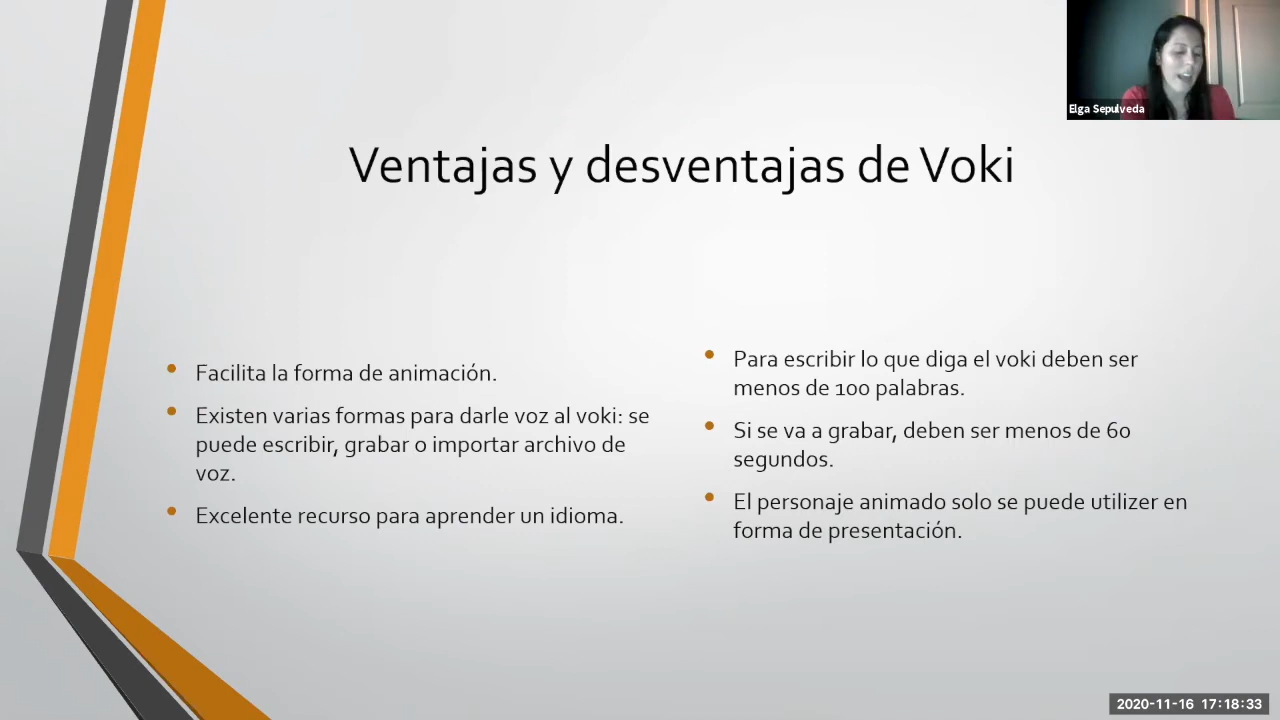 Elga Sepulveda
Ventajas y desventajas de Voki
Facilita la forma de animación.
Existen varias formas para darle voz al voki: se
puede escribir, grabar o importar archivo de
voz.
Excelente recurso para aprender un idioma.
Para escribir lo que diga el voki deben ser
menos de 100 palabras.
Si se va a grabar, deben ser menos de 60
segundos.
El personaje animado solo se puede utilizer en
forma de presentación.
2020-11-16 17:18:33